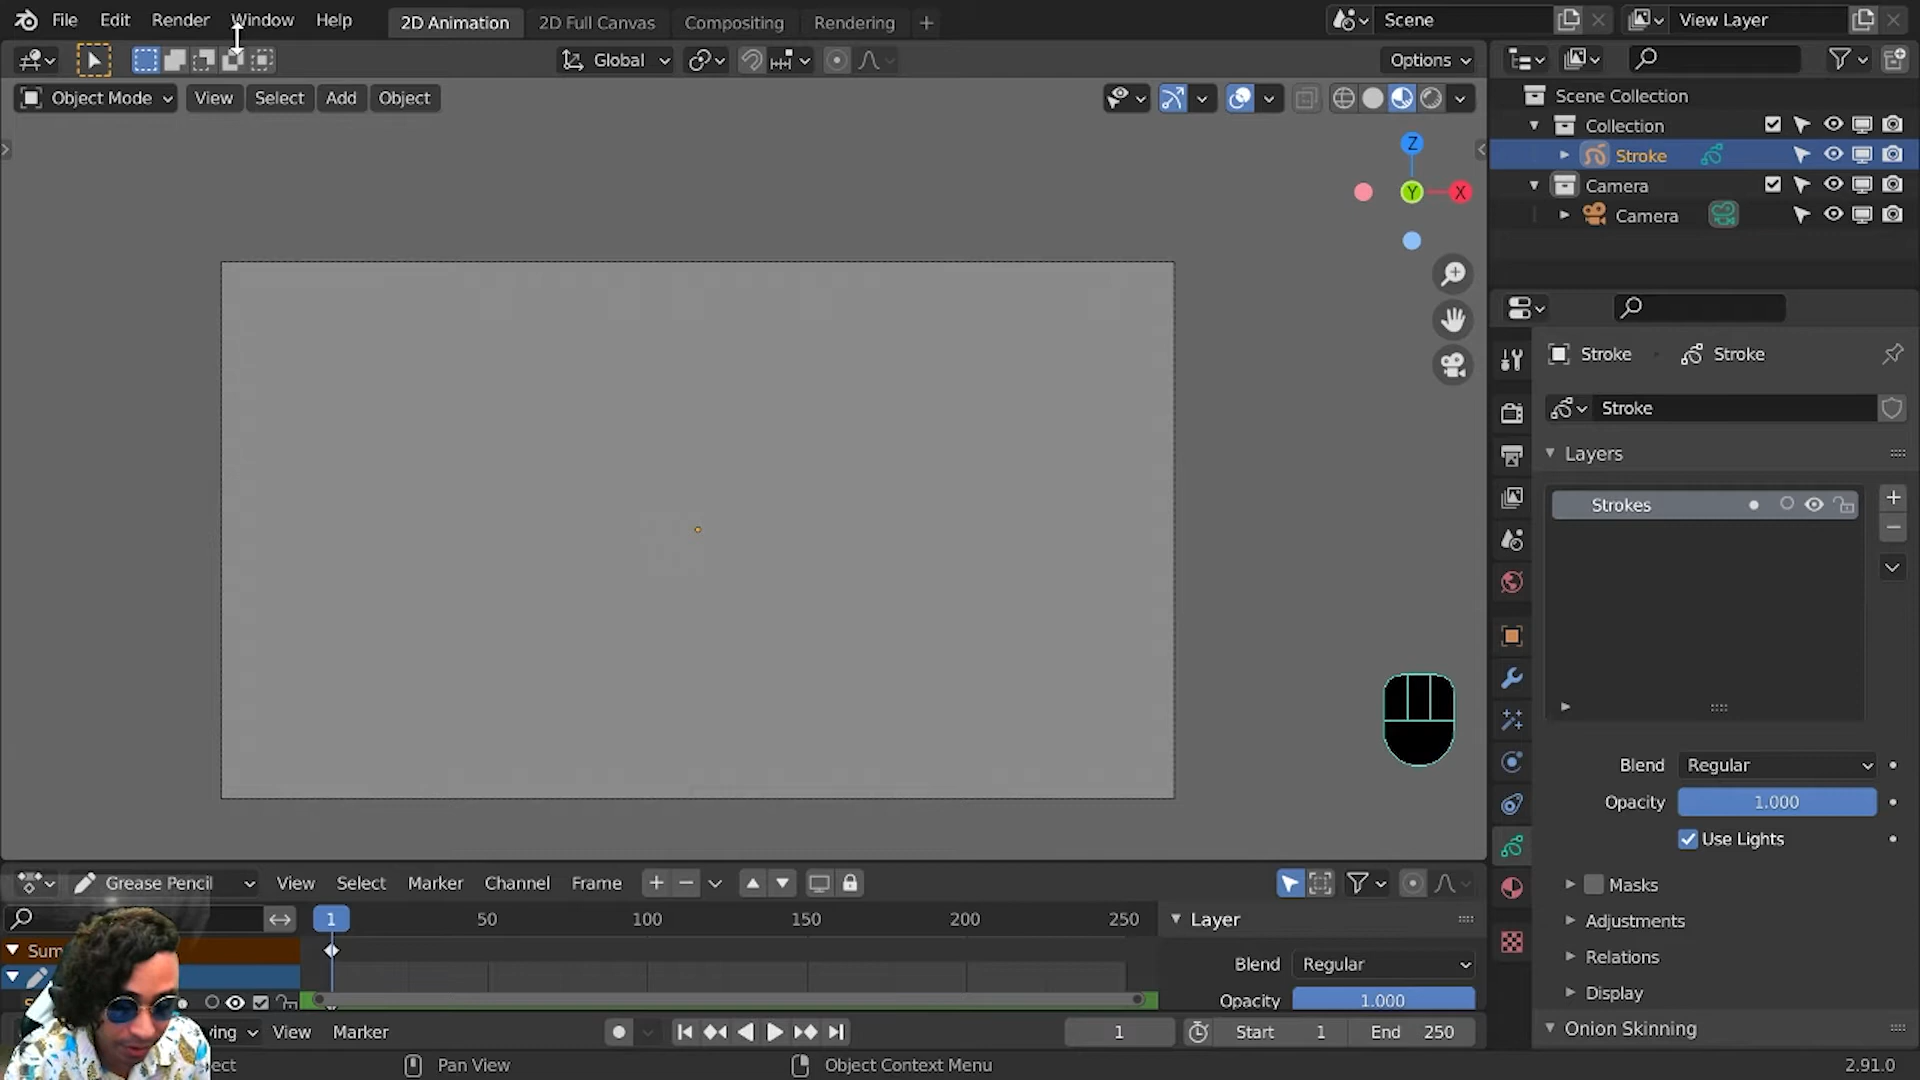 File Edit Render Window Help 2D Animation 2D Full Canvas Compositing Rendering Scene View Layer
Global Options
Object Mode View Select Add Object
Scene Collection
Collection
Stroke
Camera
Camera
Z
Y
X
Stroke Stroke
Stroke
Layers
Strokes
Blend Regular
Opacity 1.000
Use Lights
Masks
Adjustments
Relations
Display
Onion Skinning
Grease Pencil View Select Marker Channel Frame
1 50 100 150 200 250
Layer
Sum
Blend Regular
Opacity 1.000
View Marker 1 Start 1 End 250
Pan View Object Context Menu 2.91.0